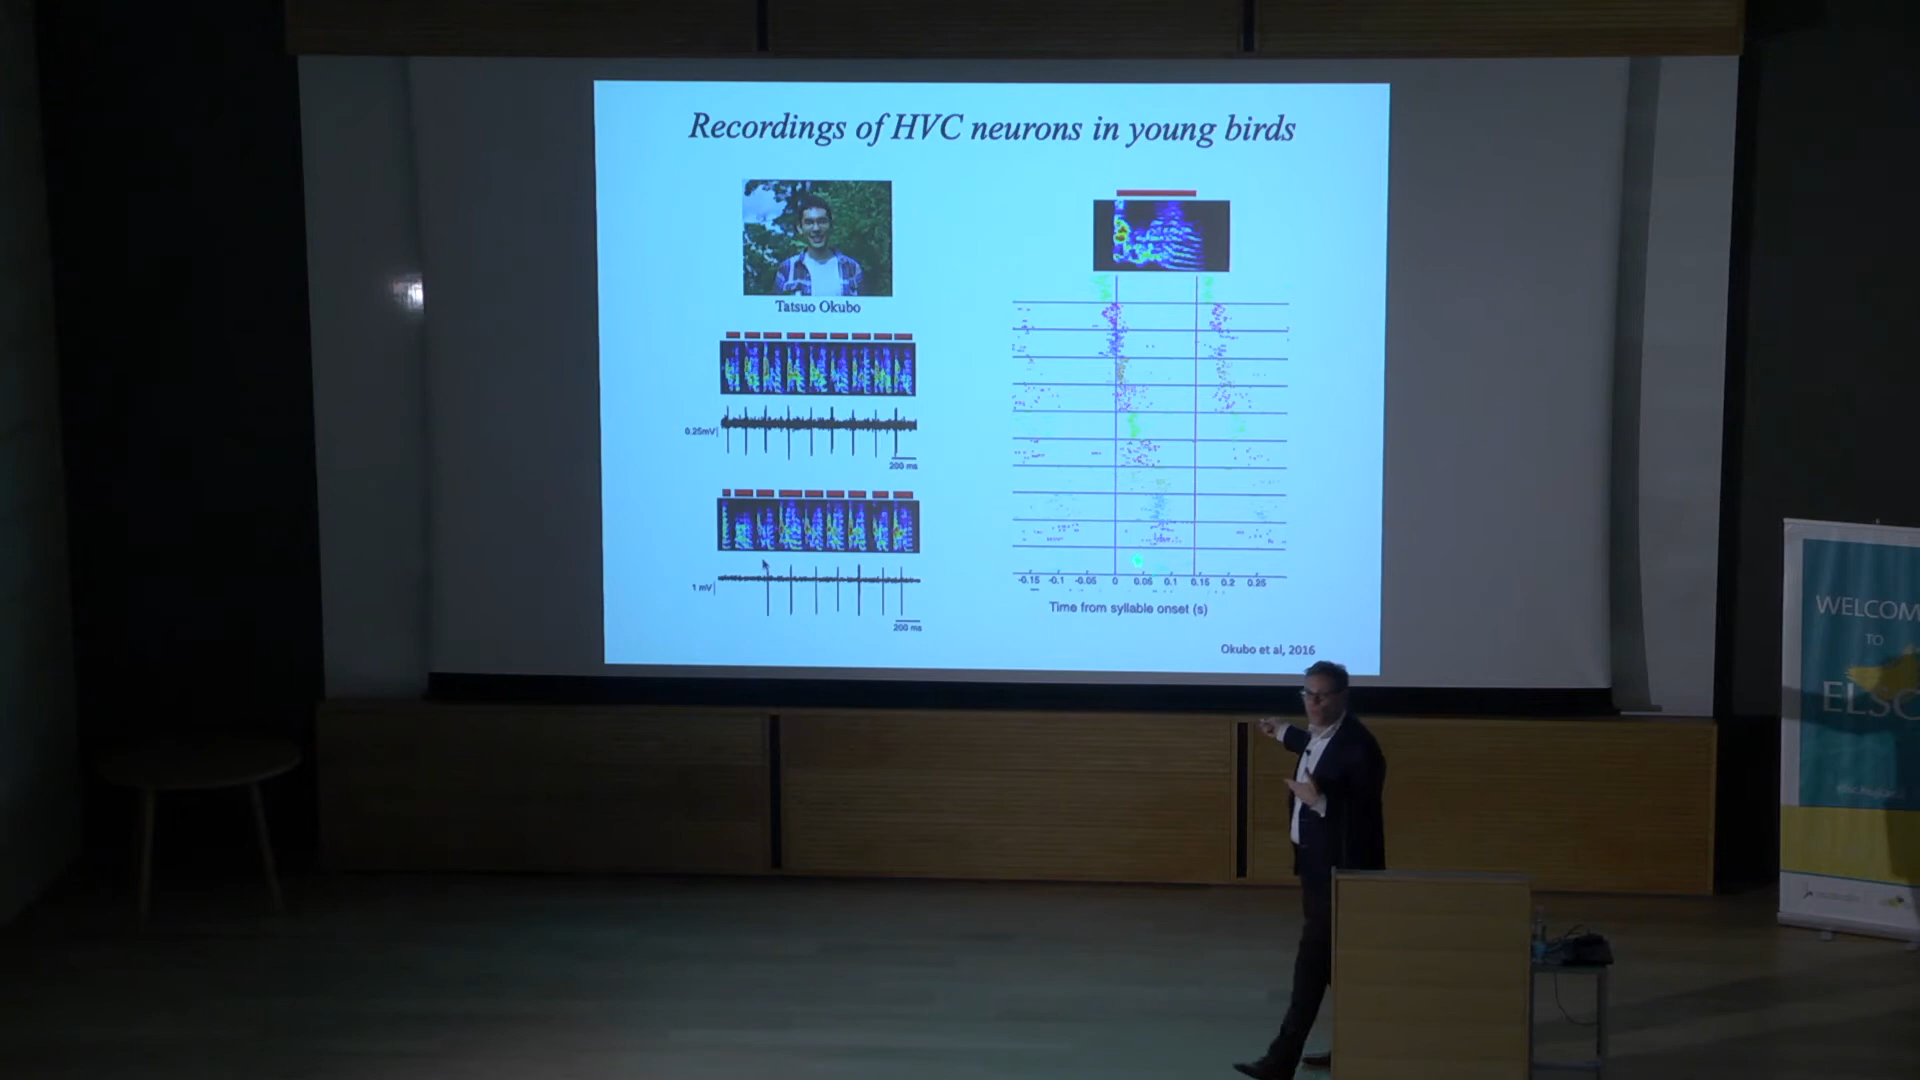 Recordings of HVC neurons in young birds
Tatsuo Okubo
0.25mV
200 ms
1 mV
200 ms
-0.15 -0.1 -0.05 0 0.05 0.1 0.15 0.2 0.25
Time from syllable onset (s)
Okubo et al, 2016
WELCOM
TO
ELSC